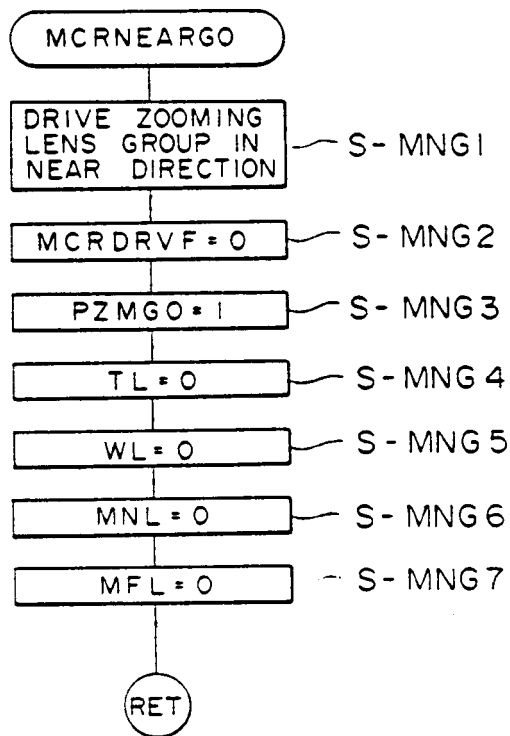 MCRNEARGO
DRIVE ZOOMING
LENS GROUP IN
NEAR DIRECTION
S-MNG1
MCRDRVF=0
S-MNG2
PZMGO=1
S-MNG3
TL=0
S-MNG4
WL=0
S-MNG5
MNL=0
S-MNG6
MFL=0
S-MNG7
RET